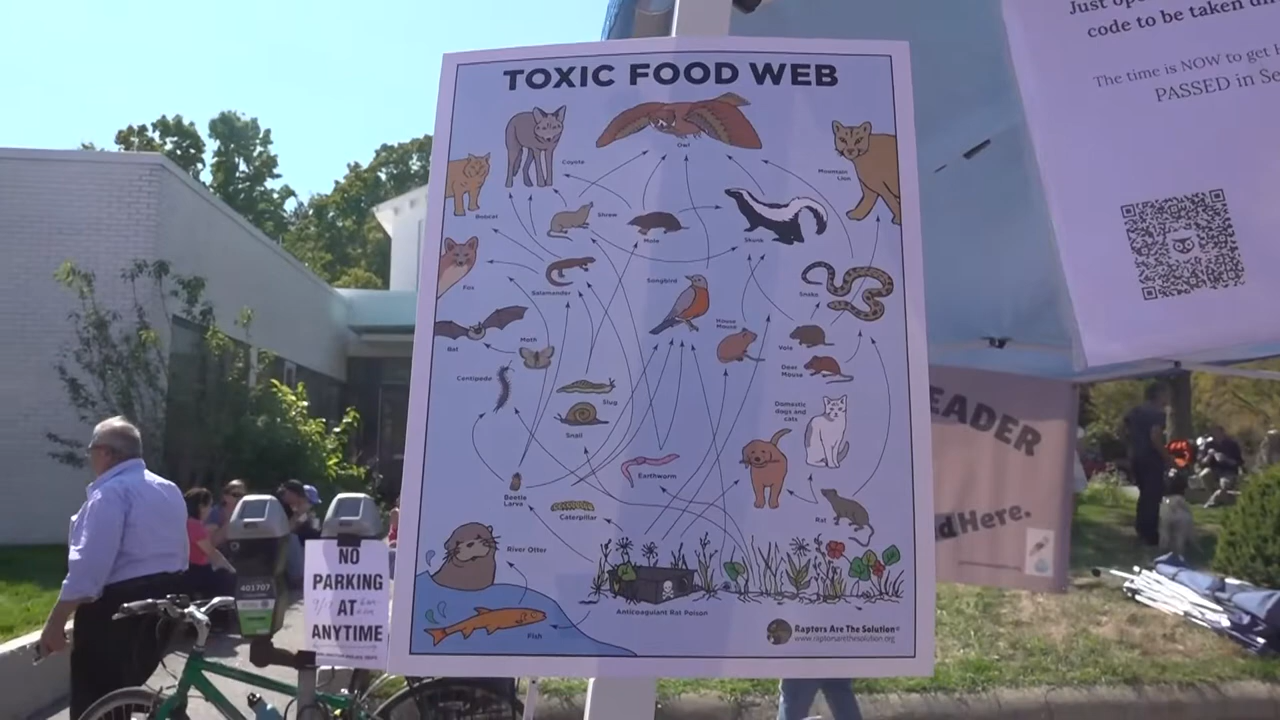 TOXIC FOOD WEB
Coyote
Owl
Mountain
Lion
Bobcat
Shrew
Mole
Skunk
Fox
Salamander
Songbird
Snake
Bat
Moth
House
Mouse
Vole
Deer
Mouse
Centipede
Slug
Snail
Domestic
dogs and
cats
Earthworm
Beetle
Larva
Caterpillar
Rat
River Otter
Fish
Anticoagulant Rat Poison
Raptors Are The Solution
www.raptorsarethesolution.org
Just
code to be taken
The time is NOW to get
PASSED in
EADER
dHere.
401707
NO
PARKING
AT
ANYTIME